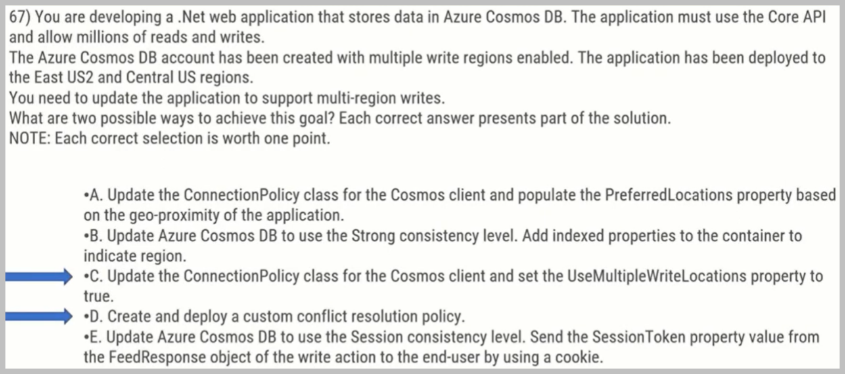 67) You are developing a .Net web application that stores data in Azure Cosmos DB. The application must use the Core API
and allow millions of reads and writes.
The Azure Cosmos DB account has been created with multiple write regions enabled. The application has been deployed to
the East US2 and Central US regions.
You need to update the application to support multi-region writes.
What are two possible ways to achieve this goal? Each correct answer presents part of the solution.
NOTE: Each correct selection is worth one point.
•A. Update the ConnectionPolicy class for the Cosmos client and populate the PreferredLocations property based
on the geo-proximity of the application.
•B. Update Azure Cosmos DB to use the Strong consistency level. Add indexed properties to the container to
indicate region.
•C. Update the ConnectionPolicy class for the Cosmos client and set the UseMultipleWriteLocations property to
true.
•D. Create and deploy a custom conflict resolution policy.
•E. Update Azure Cosmos DB to use the Session consistency level. Send the SessionToken property value from
the FeedResponse object of the write action to the end-user by using a cookie.